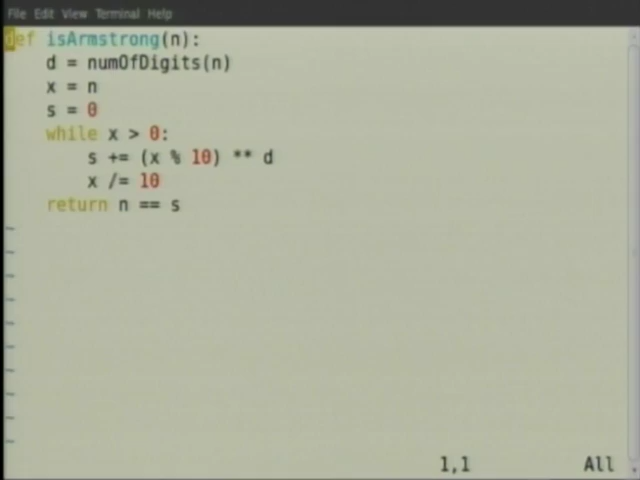 File Edit View Terminal Help
def isArmstrong(n):
    d = numOfDigits(n)
    x = n
    s = 0
    while x > 0:
        s += (x % 10) ** d
        x /= 10
    return n == s
~
~
~
~
~
~
~
~
~
~
1,1 All